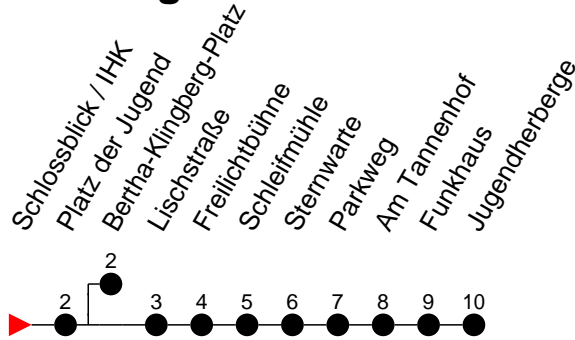 Schlossblick / IHK
Platz der Jugend
Bertha-Klingberg-Platz
Lischstraße
Freilichtbühne
Schleifmühle
Sternwarte
Parkweg
Am Tannenhof
Funkhaus
Jugendherberge
2
2 3 4 5 6 7 8 9 10